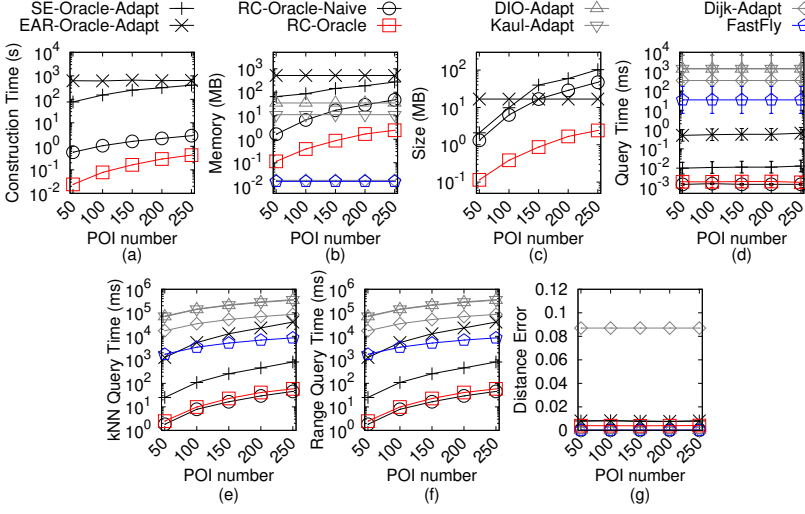 SE-Oracle-Adapt RC-Oracle-Naive DIO-Adapt Dijk-Adapt
EAR-Oracle-Adapt RC-Oracle Kaul-Adapt FastFly
Construction Time (s)
10^3
10^2
10^1
10^0
10^-1
10^-2
50 100 150 200 250
POI number
(a)
Memory (MB)
10^4
10^3
10^2
10^1
10^0
10^-1
10^-2
50 100 150 200 250
POI number
(b)
Size (MB)
10^2
10^1
10^0
10^-1
50 100 150 200 250
POI number
(c)
Query Time (ms)
10^4
10^3
10^2
10^1
10^0
10^-1
10^-2
10^-3
50 100 150 200 250
POI number
(d)
kNN Query Time (ms)
10^6
10^5
10^4
10^3
10^2
10^1
10^0
50 100 150 200 250
POI number
(e)
Range Query Time (ms)
10^6
10^5
10^4
10^3
10^2
10^1
10^0
50 100 150 200 250
POI number
(f)
Distance Error
0.12
0.1
0.08
0.06
0.04
0.02
0
50 100 150 200 250
POI number
(g)